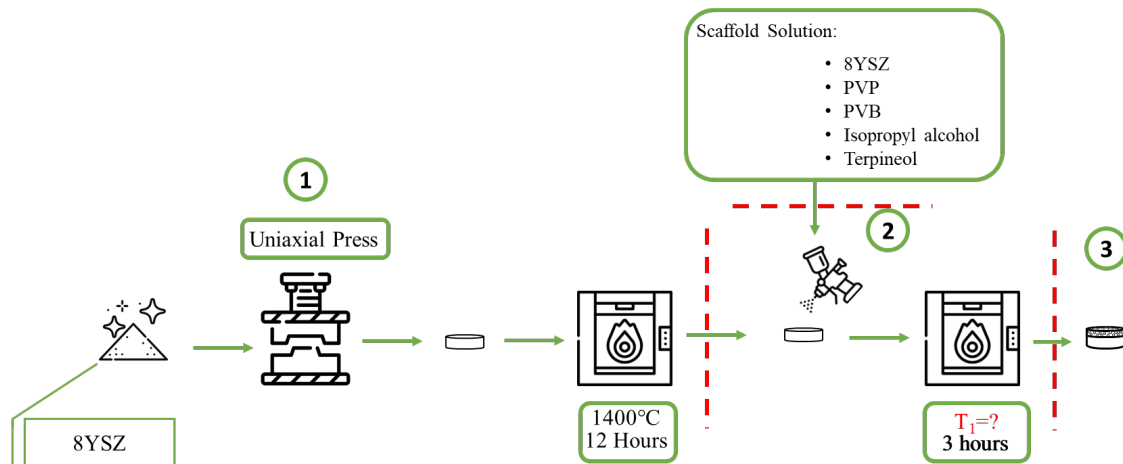 Scaffold Solution:
• 8YSZ
• PVP
• PVB
• Isopropyl alcohol
• Terpineol
1
Uniaxial Press
2
3
1400℃
12 Hours
T₁=?
3 hours
8YSZ